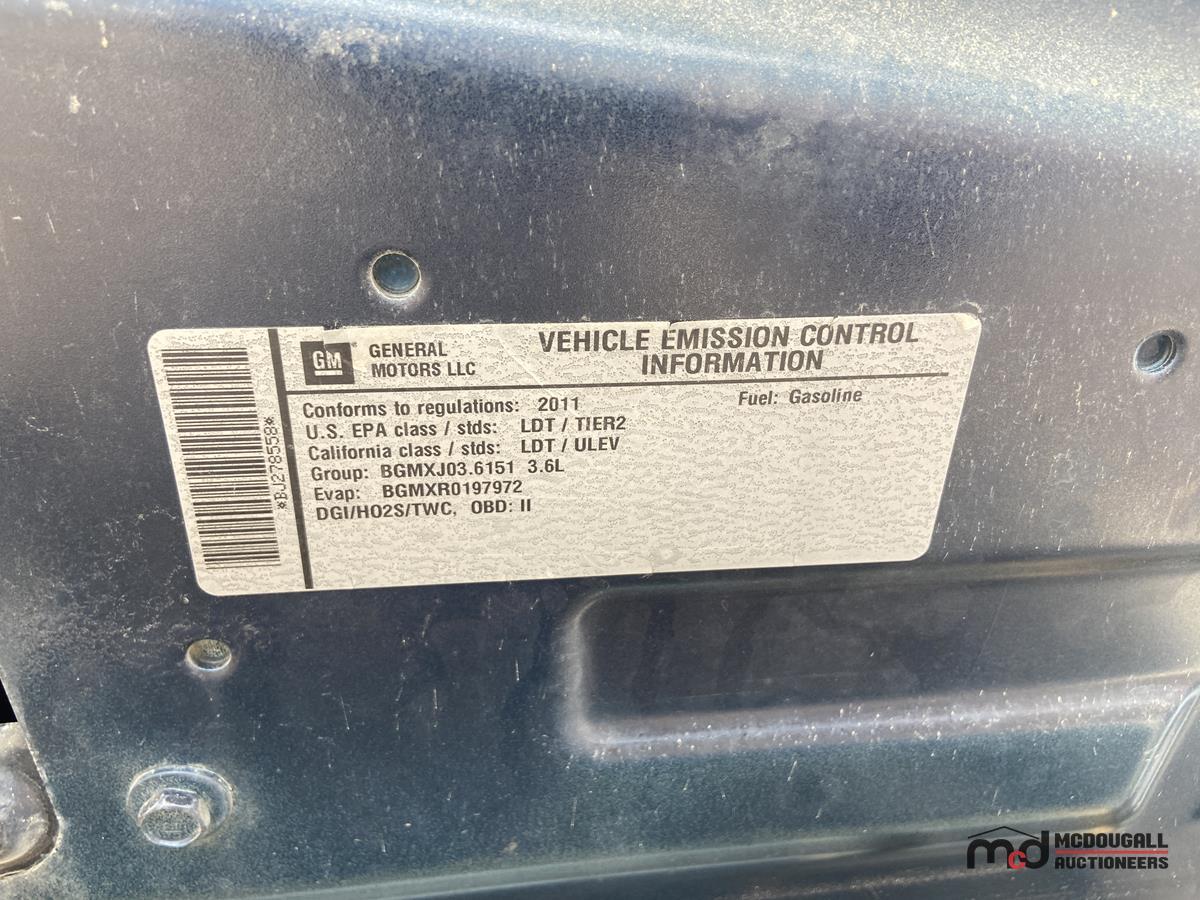 *BJ278558*
GM
GENERAL
MOTORS LLC
VEHICLE EMISSION CONTROL
INFORMATION
Conforms to regulations: 2011
Fuel: Gasoline
U.S. EPA class / stds: LDT / TIER2
California class / stds: LDT / ULEV
Group: BGMXJ03.6151 3.6L
Evap: BGMXR0197972
DGI/HO2S/TWC, OBD: II
mcd MCDOUGALL
AUCTIONEERS